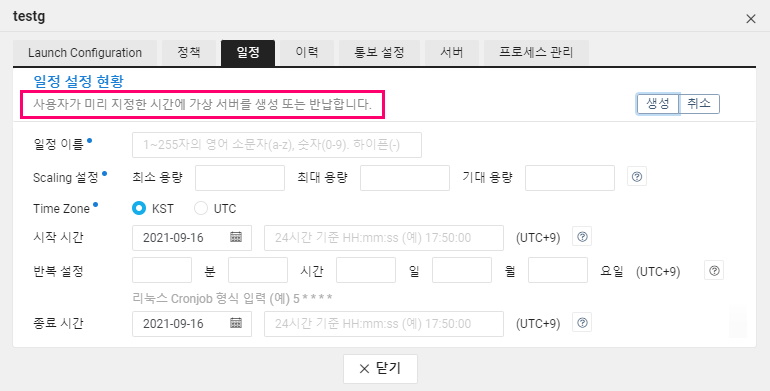 testg
Launch Configuration 정책 일정 이력 통보 설정 서버 프로세스 관리
일정 설정 현황
사용자가 미리 지정한 시간에 가상 서버를 생성 또는 반납합니다.
생성 취소
일정 이름 1~255자의 영어 소문자(a-z), 숫자(0-9). 하이픈(-)
Scaling 설정 최소 용량 최대 용량 기대 용량
Time Zone KST UTC
시작 시간 2021-09-16 24시간 기준 HH:mm:ss (예) 17:50:00 (UTC+9)
반복 설정 분 시간 일 월 요일 (UTC+9)
리눅스 Cronjob 형식 입력 (예) 5 * * * *
종료 시간 2021-09-16 24시간 기준 HH:mm:ss (예) 17:50:00 (UTC+9)
닫기